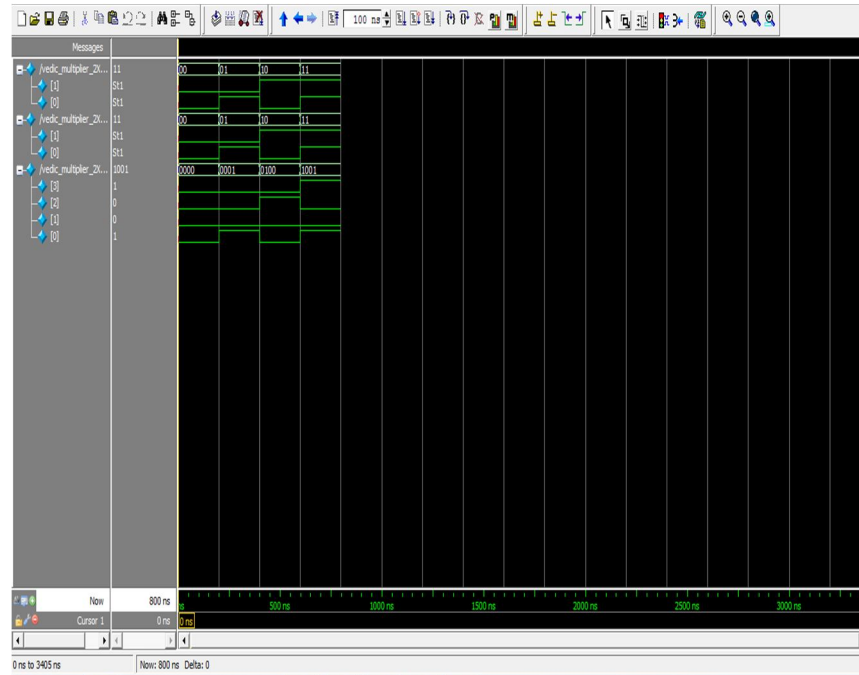 100 ns
Messages
/vedic_multiplier_2X... 11 00 01 10 11
[1] St1
[0] St1
/vedic_multiplier_2X... 11 00 01 10 11
[1] St1
[0] St1
/vedic_multiplier_2X... 1001 0000 0001 0100 1001
[3] 1
[2] 0
[1] 0
[0] 1
Now 800 ns ns 500 ns 1000 ns 1500 ns 2000 ns 2500 ns 3000 ns
Cursor 1 0 ns 0 ns
0 ns to 3405 ns Now: 800 ns Delta: 0